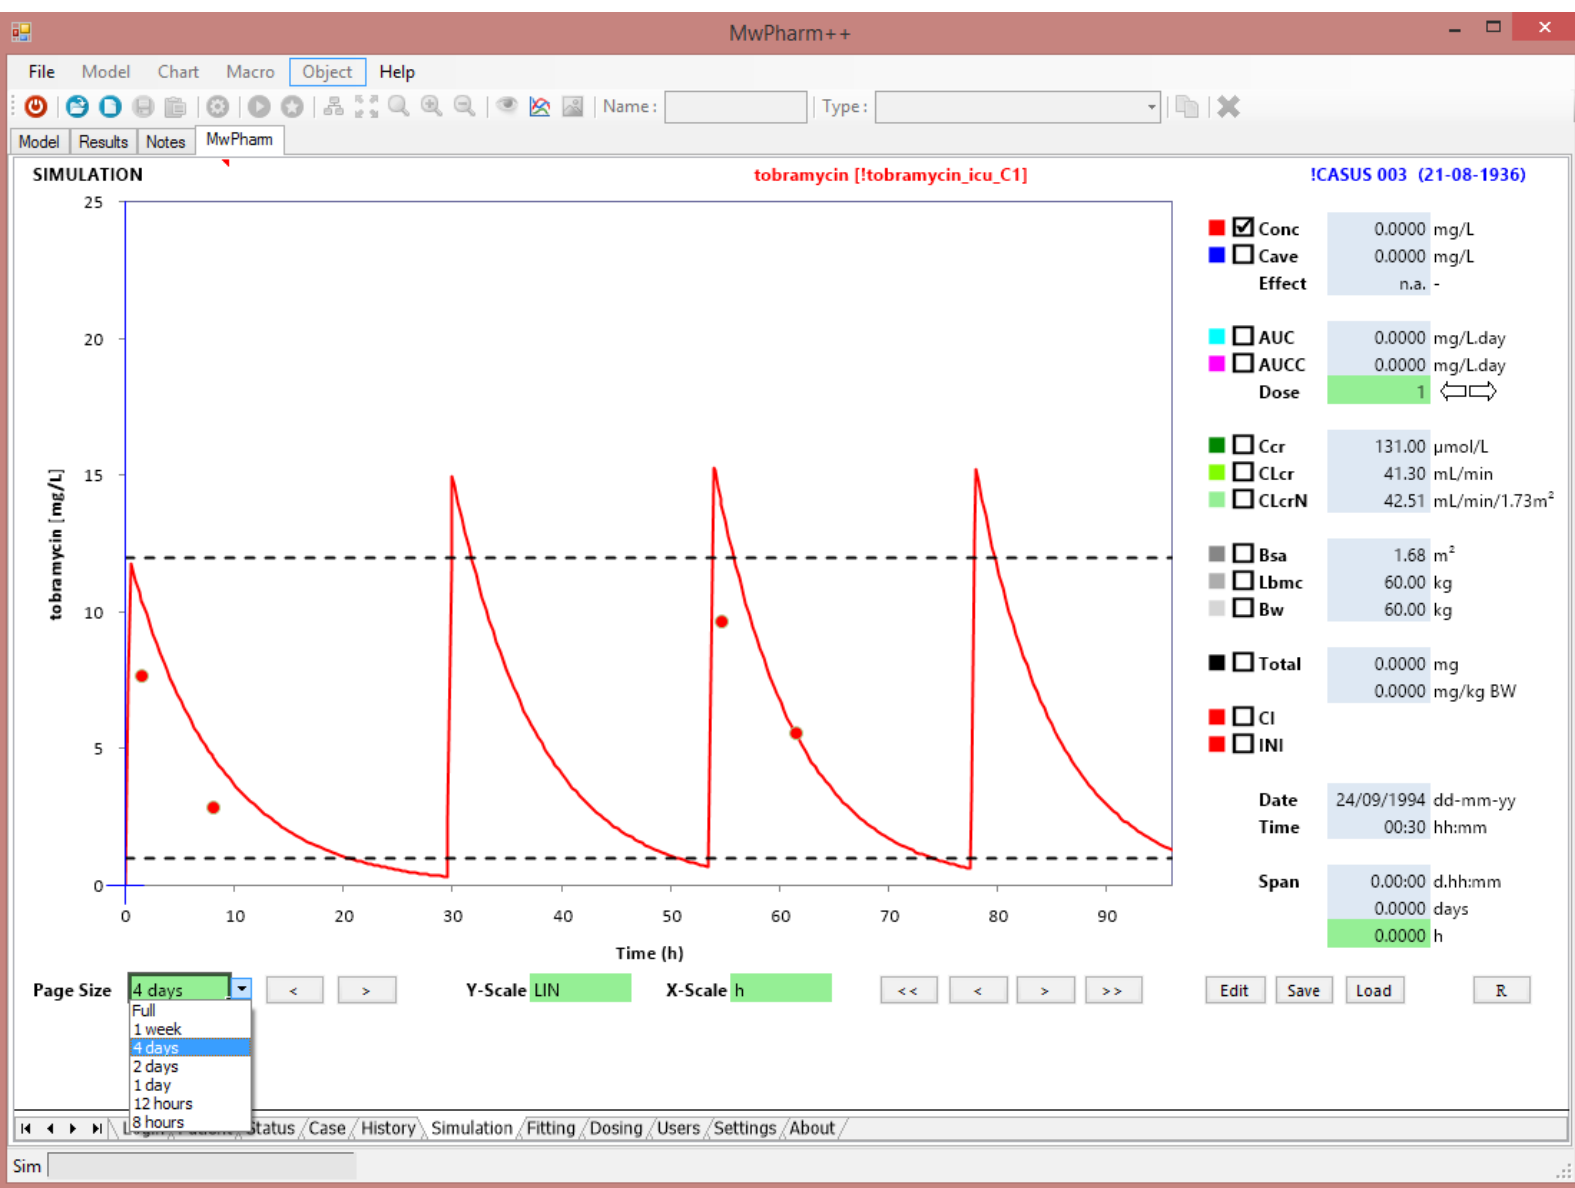 MwPharm++
File Model Chart Macro Object Help
Name: Type:
Model Results Notes MwPharm
SIMULATION tobramycin [!tobramycin_icu_C1] !CASUS 003 (21-08-1936)
25
20
15
10
5
0
tobramycin [mg/L]
0 10 20 30 40 50 60 70 80 90
Time (h)
Conc 0.0000 mg/L
Cave 0.0000 mg/L
Effect n.a. -
AUC 0.0000 mg/L.day
AUCC 0.0000 mg/L.day
Dose 1
Ccr 131.00 µmol/L
CLcr 41.30 mL/min
CLcrN 42.51 mL/min/1.73m²
Bsa 1.68 m²
Lbmc 60.00 kg
Bw 60.00 kg
Total 0.0000 mg
0.0000 mg/kg BW
CI
INI
Date 24/09/1994 dd-mm-yy
Time 00:30 hh:mm
Span 0.00:00 d.hh:mm
0.0000 days
0.0000 h
Page Size 4 days < > Y-Scale LIN X-Scale h << < > >> Edit Save Load R
Full
1 week
4 days
2 days
1 day
12 hours
8 hours
Status Case History Simulation Fitting Dosing Users Settings About
Sim